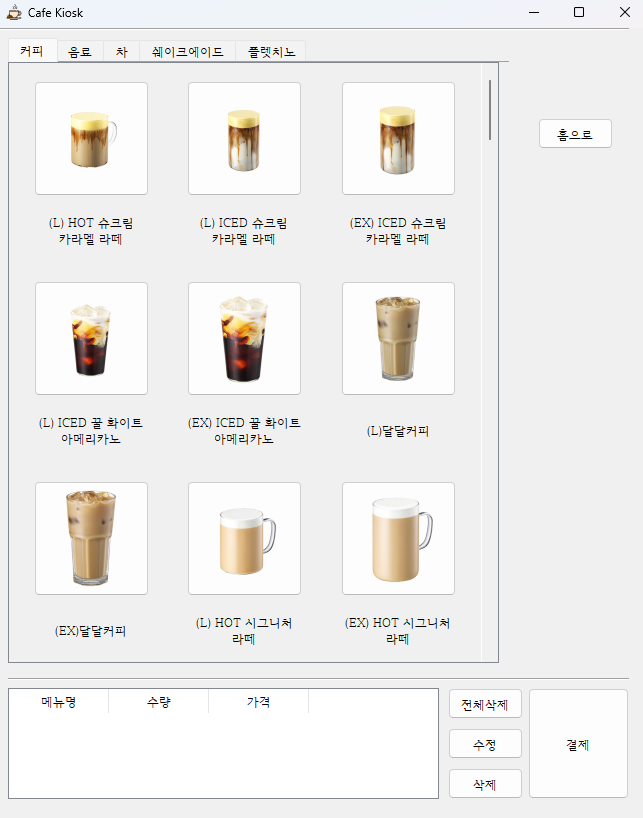 Cafe Kiosk
커피 음료 차 쉐이크에이드 플렛치노
홈으로
(L) HOT 슈크림
카라멜 라떼
(L) ICED 슈크림
카라멜 라떼
(EX) ICED 슈크림
카라멜 라떼
(L) ICED 꿀 화이트
아메리카노
(EX) ICED 꿀 화이트
아메리카노
(L)달달커피
(EX)달달커피
(L) HOT 시그니처
라떼
(EX) HOT 시그니처
라떼
메뉴명 수량 가격
전체삭제
수정
삭제
결제